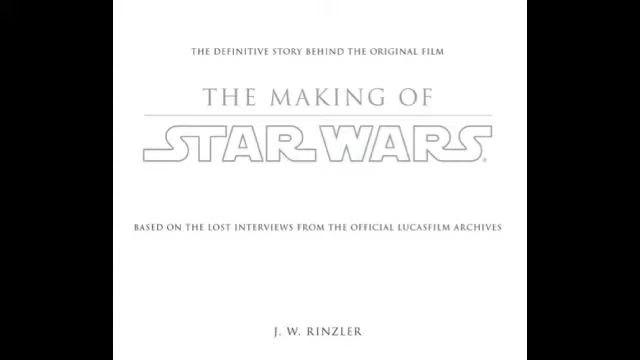 THE DEFINITIVE STORY BEHIND THE ORIGINAL FILM
THE MAKING OF
STAR WARS®
BASED ON THE LOST INTERVIEWS FROM THE OFFICIAL LUCASFILM ARCHIVES
J. W. RINZLER